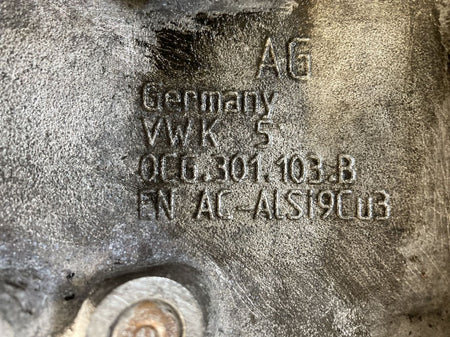 AG
Germany
VWK 5
0CG.301.103.B
EN AC-ALSi9Cu3